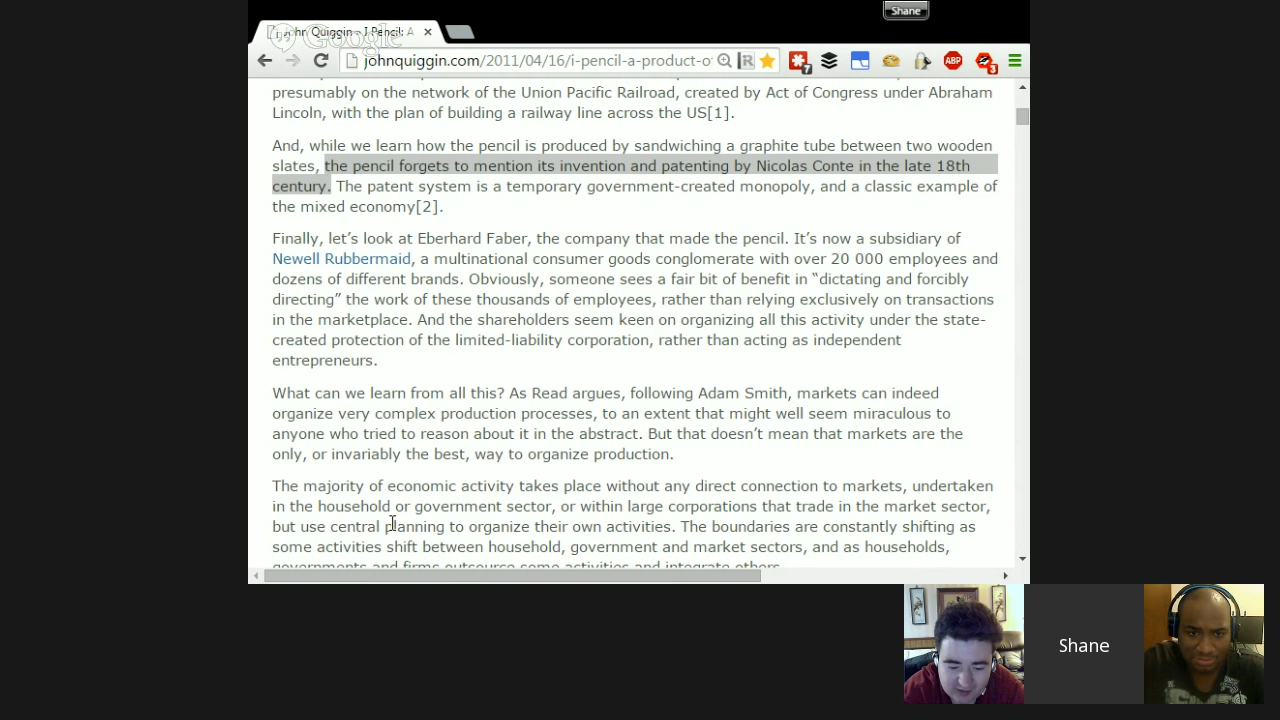 Shane
John Quiggin - I Pencil: A
Google
johnquiggin.com/2011/04/16/i-pencil-a-product-o
7
ABP
3
presumably on the network of the Union Pacific Railroad, created by Act of Congress under Abraham
Lincoln, with the plan of building a railway line across the US[1].
And, while we learn how the pencil is produced by sandwiching a graphite tube between two wooden
slates, the pencil forgets to mention its invention and patenting by Nicolas Conte in the late 18th
century. The patent system is a temporary government-created monopoly, and a classic example of
the mixed economy[2].
Finally, let’s look at Eberhard Faber, the company that made the pencil. It’s now a subsidiary of
Newell Rubbermaid, a multinational consumer goods conglomerate with over 20 000 employees and
dozens of different brands. Obviously, someone sees a fair bit of benefit in “dictating and forcibly
directing” the work of these thousands of employees, rather than relying exclusively on transactions
in the marketplace. And the shareholders seem keen on organizing all this activity under the state-
created protection of the limited-liability corporation, rather than acting as independent
entrepreneurs.
What can we learn from all this? As Read argues, following Adam Smith, markets can indeed
organize very complex production processes, to an extent that might well seem miraculous to
anyone who tried to reason about it in the abstract. But that doesn’t mean that markets are the
only, or invariably the best, way to organize production.
The majority of economic activity takes place without any direct connection to markets, undertaken
in the household or government sector, or within large corporations that trade in the market sector,
but use central planning to organize their own activities. The boundaries are constantly shifting as
some activities shift between household, government and market sectors, and as households,
governments and firms outsource some activities and integrate others.
Shane